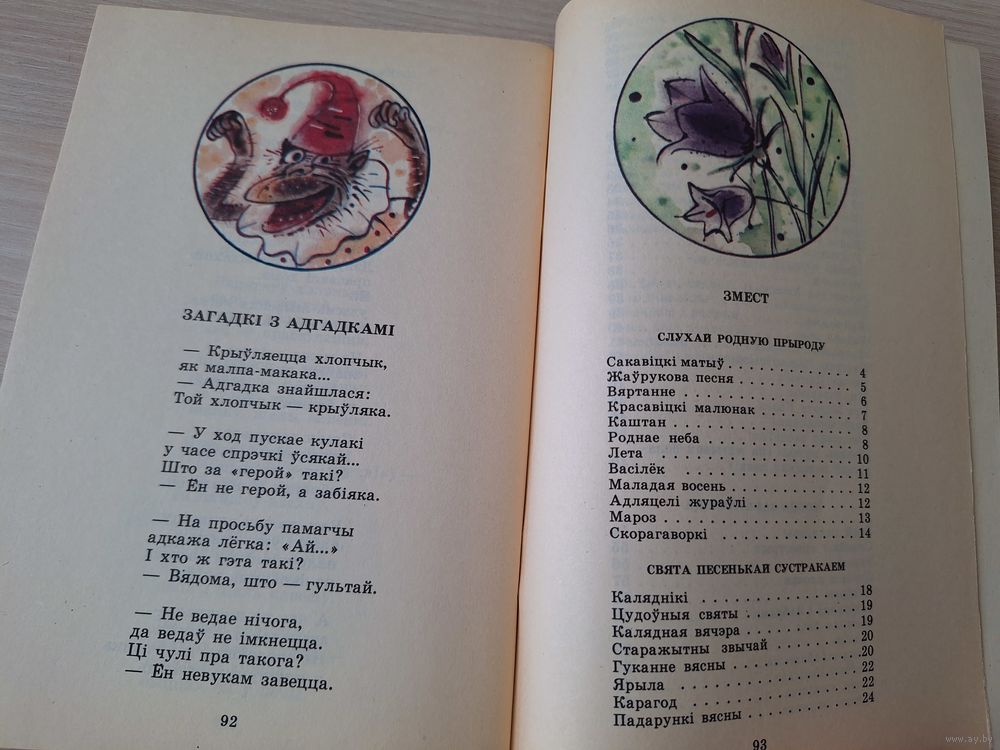 ЗАГАДКІ З АДГАДКАМІ
— Крыўляецца хлопчык,
як малпа-макака...
— Адгадка знайшлася:
Той хлопчык — крыўляка.
— У ход пускае кулакі
у часе спрэчкі ўсякай...
Што за «герой» такі?
— Ён не герой, а забіяка.
— На просьбу памагчы
адкажа лёгка: «Ай...»
І хто ж гэта такі?
— Вядома, што — гультай.
— Не ведае нічога,
да ведаў не імкнецца.
Ці чулі пра такога?
— Ён невукам завецца.
92
ЗМЕСТ
СЛУХАЙ РОДНУЮ ПРЫРОДУ
Сакавіцкі матыў . . . . . . . . . . 4
Жаўрукова песня . . . . . . . . . . 5
Вяртанне . . . . . . . . . . 6
Красавіцкі малюнак . . . . . . . . . . 7
Каштан . . . . . . . . . . 8
Роднае неба . . . . . . . . . . 8
Лета . . . . . . . . . . 10
Васілёк . . . . . . . . . . 11
Маладая восень . . . . . . . . . . 12
Адляцелі жураўлі . . . . . . . . . . 12
Мароз . . . . . . . . . . 13
Скорагаворкі . . . . . . . . . . 14
СВЯТА ПЕСЕНЬКАЙ СУСТРАКАЕМ
Каляднікі . . . . . . . . . . 18
Цудоўныя святы . . . . . . . . . . 19
Калядная вячэра . . . . . . . . . . 19
Старажытны звычай . . . . . . . . . . 20
Гуканне вясны . . . . . . . . . . 20
Ярыла . . . . . . . . . . 22
Карагод . . . . . . . . . . 22
Падарункі вясны . . . . . . . . . . 24
93
www.ay.by